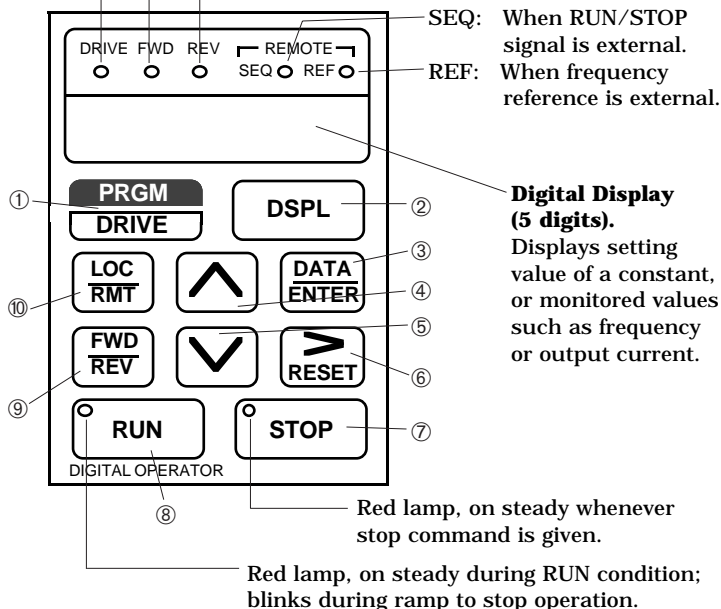 SEQ: When RUN/STOP
signal is external.
REF: When frequency
reference is external.
DRIVE FWD REV REMOTE
SEQ REF
PRGM
DRIVE
DSPL
①
②
Digital Display
(5 digits).
Displays setting
value of a constant,
or monitored values
such as frequency
or output current.
LOC
RMT
DATA
ENTER
③
④
⑩
FWD
REV
>
RESET
⑤
⑥
⑨
RUN
STOP
⑦
DIGITAL OPERATOR
⑧
Red lamp, on steady whenever
stop command is given.
Red lamp, on steady during RUN condition;
blinks during ramp to stop operation.